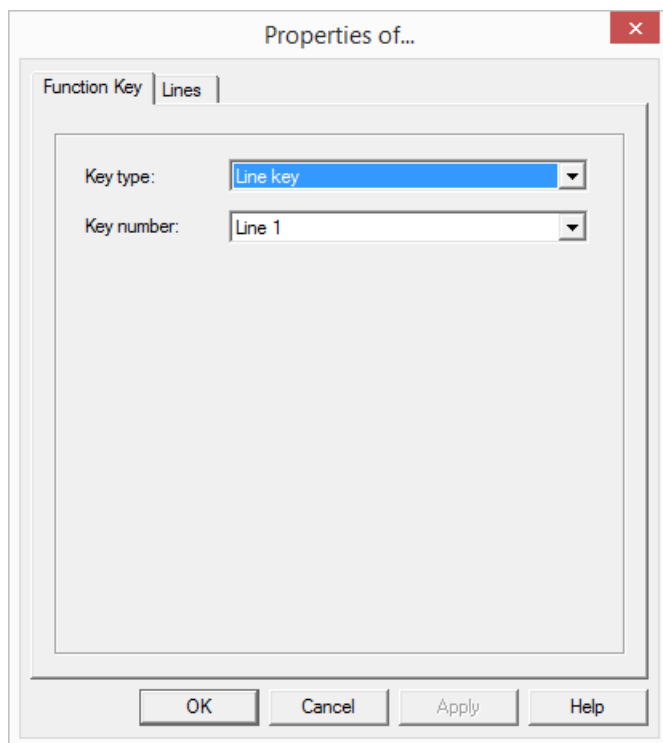 Properties of...
Function Key Lines
Key type: Line key
Key number: Line 1
OK Cancel Apply Help